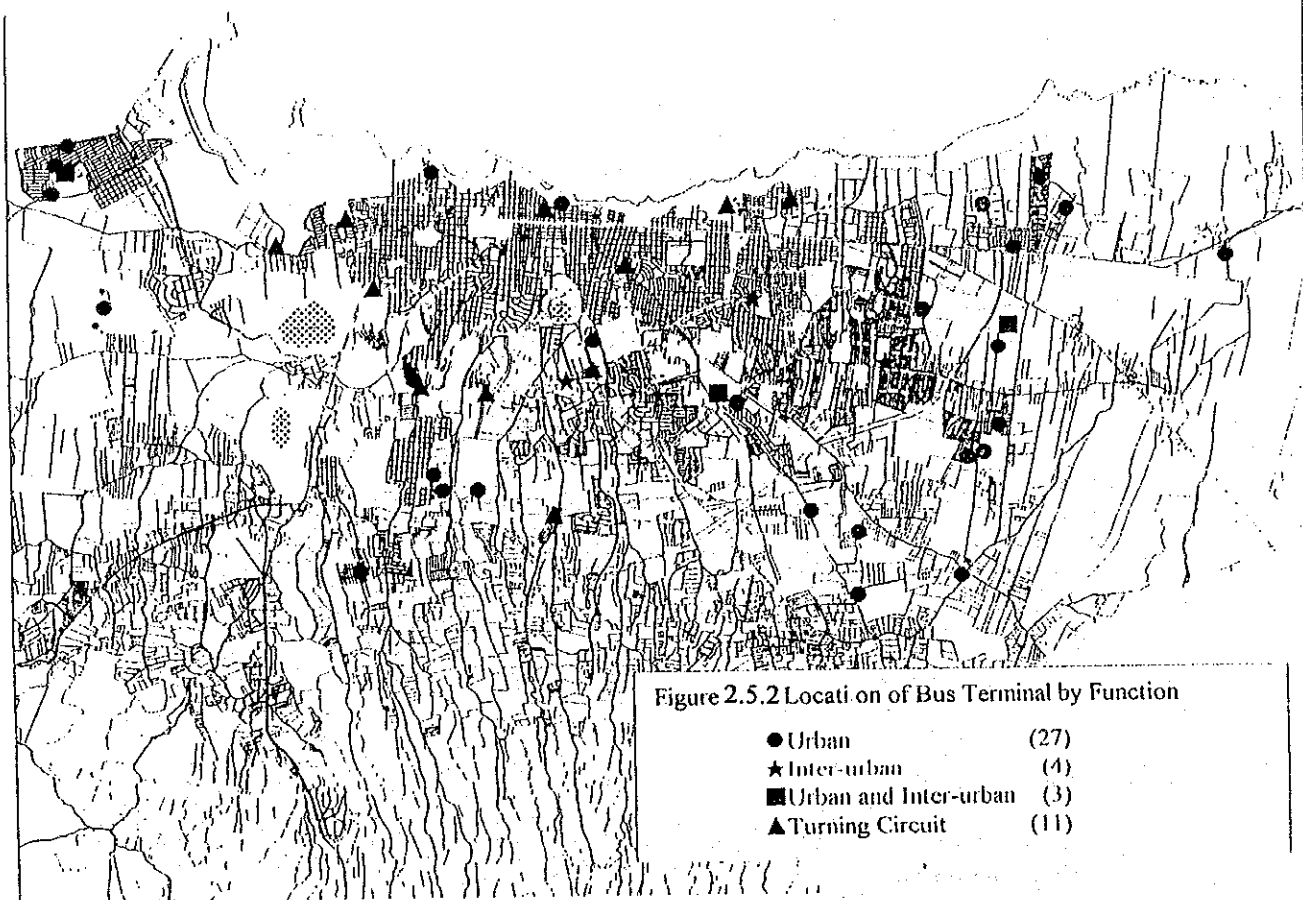 Figure 2.5.2 Location of Bus Terminal by Function
● Urban (27)
★ Inter-urban (4)
■ Urban and Inter-urban (3)
▲ Turning Circuit (11)